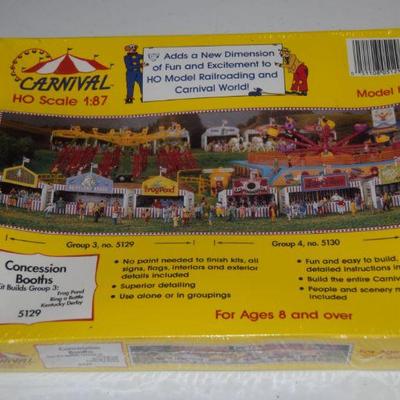 CARNIVAL
HO Scale 1:87
Adds a New Dimension
of Fun and Excitement to
HO Model Railroading and
Carnival World!
Model
Frog Pond
Group 3, no. 5129
Group 4, no. 5130
Concession
Booths
Kit Builds Group 3:
Frog Pond
Ring a Bottle
Kentucky Derby
5129
• No paint needed to finish kits, all
signs, flags, interiors and exterior
details included
• Superior detailing
• Use alone or in groupings
• Fun and easy to build,
detailed instructions in
• Build the entire Carniva
• People and scenery n
included
For Ages 8 and over
CARNIVAL
Concession
Booths